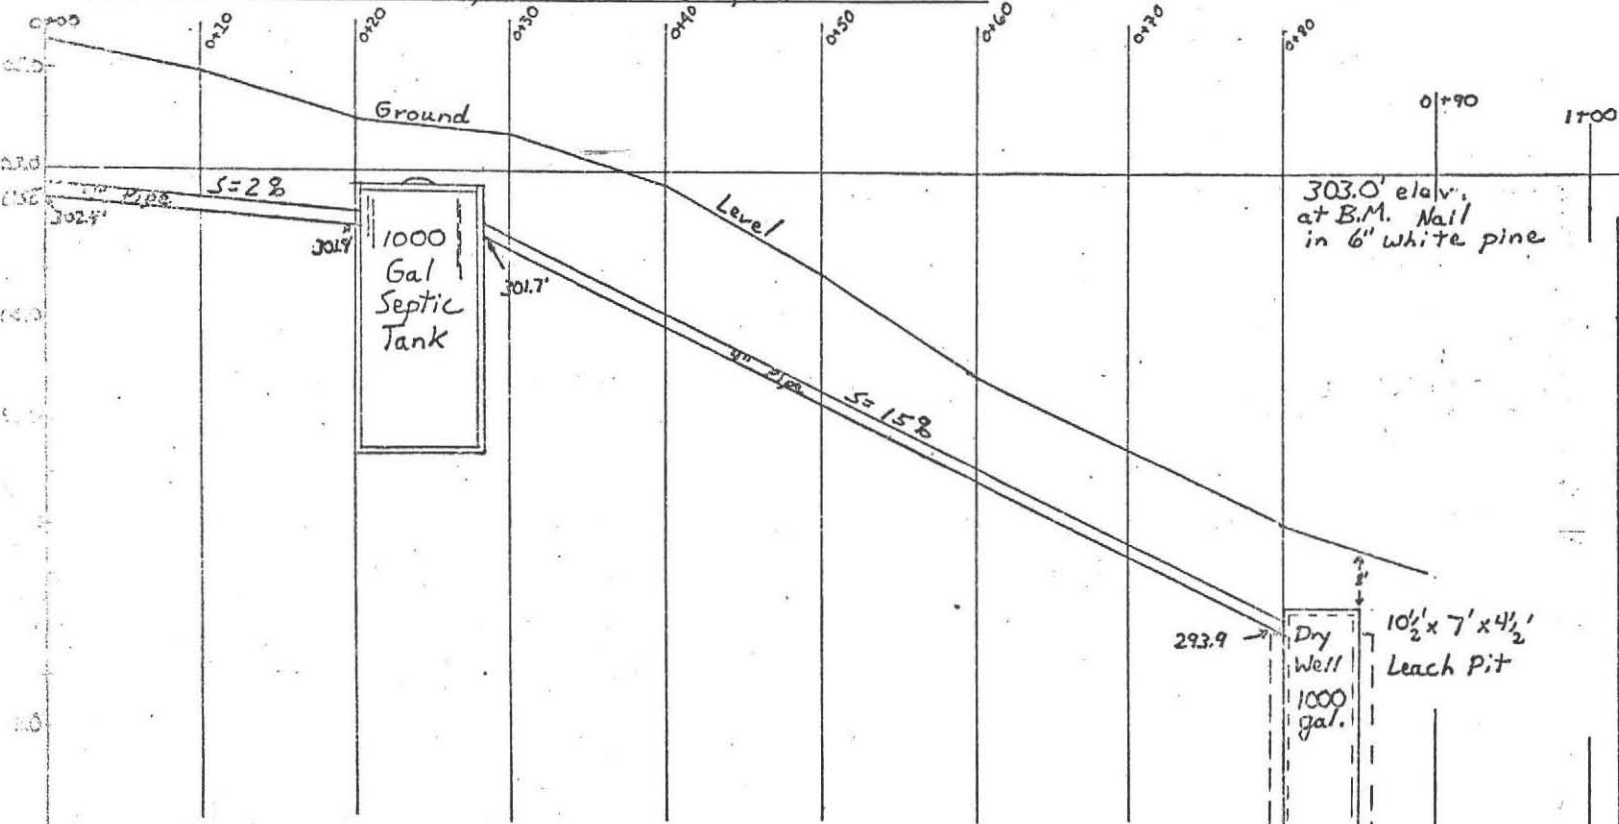 0+00
0+10
0+20
0+30
0+40
0+50
0+60
0+70
0+80
0+90
1+00
Ground
Level
S=2%
Pipe
302.4'
301.9
1000
Gal
Septic
Tank
301.7'
4" Pipe
S=15%
303.0' elev.
at B.M. Nail
in 6" white pine
2'
293.9
Dry
Well
1000
gal.
10½' x 7' x 4½'
Leach Pit